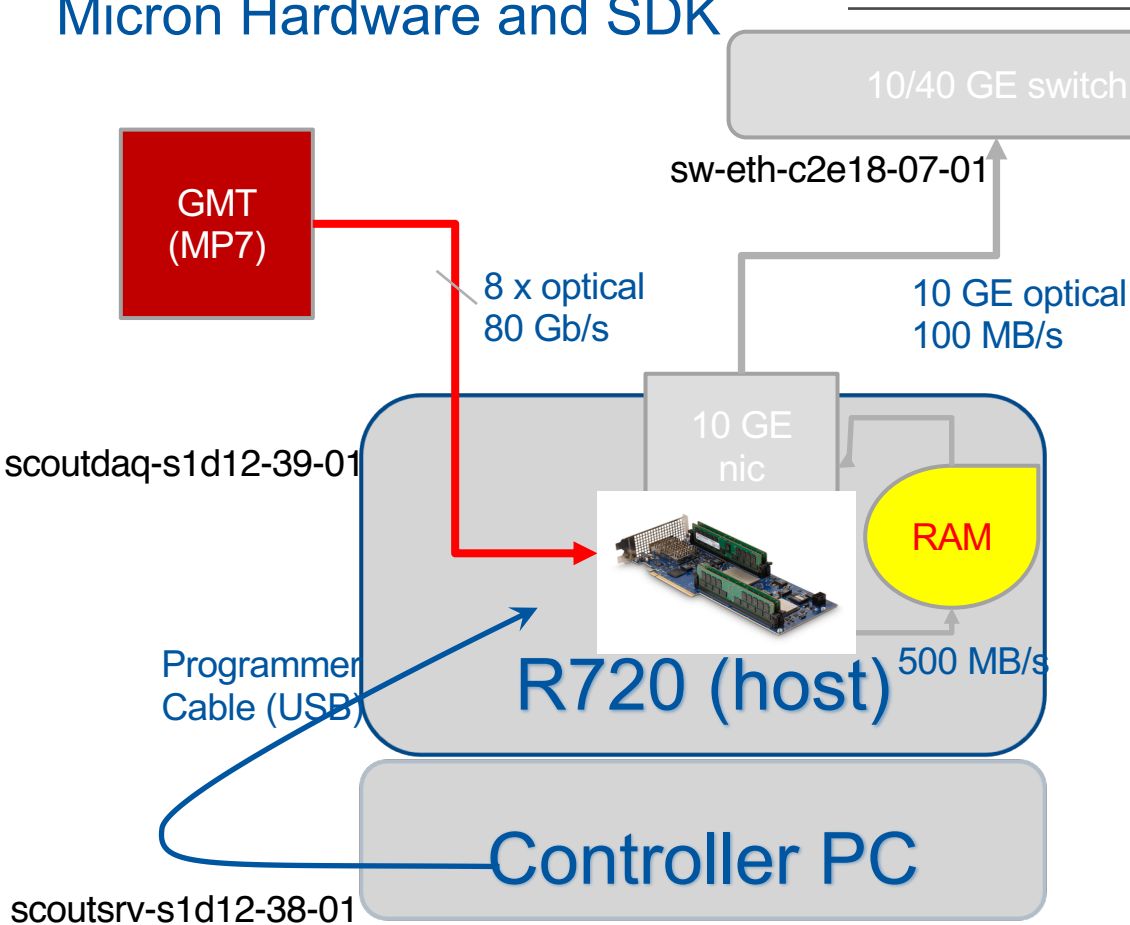 Micron Hardware and SDK
10/40 GE switch
sw-eth-c2e18-07-01
GMT
(MP7)
8 x optical
80 Gb/s
10 GE optical
100 MB/s
10 GE
nic
scoutdaq-s1d12-39-01
RAM
Programmer
Cable (USB)
500 MB/s
R720 (host)
Controller PC
scoutsrv-s1d12-38-01